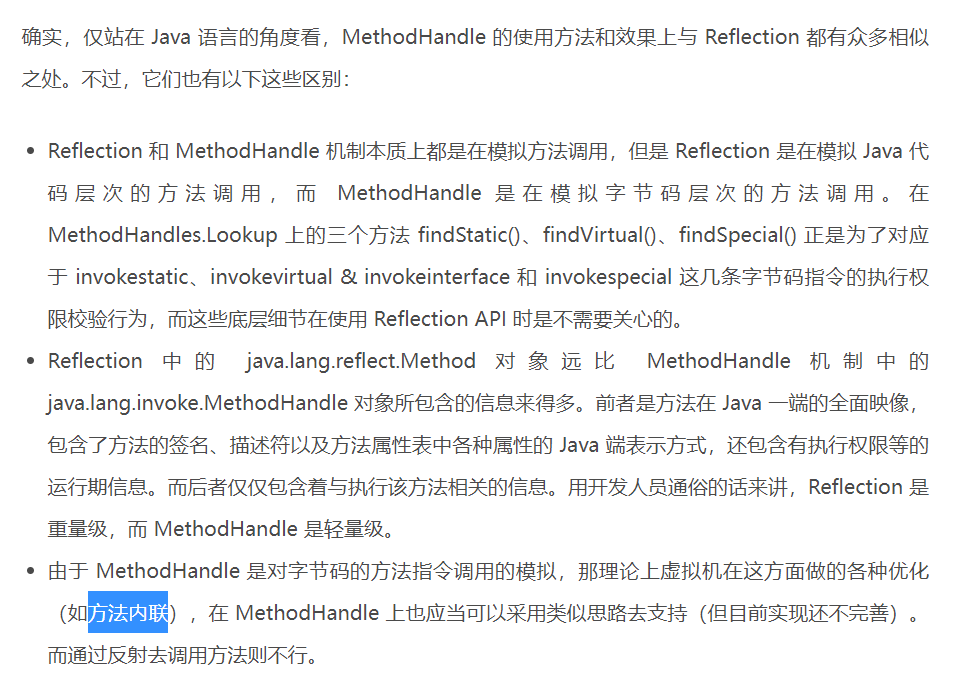 确实，仅站在 Java 语言的角度看，MethodHandle 的使用方法和效果上与 Reflection 都有众多相似
之处。不过，它们也有以下这些区别：
• Reflection 和 MethodHandle 机制本质上都是在模拟方法调用，但是 Reflection 是在模拟 Java 代
码层次的方法调用，而 MethodHandle 是在模拟字节码层次的方法调用。在
MethodHandles.Lookup 上的三个方法 findStatic()、findVirtual()、findSpecial() 正是为了对应
于 invokestatic、invokevirtual & invokeinterface 和 invokespecial 这几条字节码指令的执行权
限校验行为，而这些底层细节在使用 Reflection API 时是不需要关心的。
• Reflection 中的 java.lang.reflect.Method 对象远比 MethodHandle 机制中的
java.lang.invoke.MethodHandle 对象所包含的信息来得多。前者是方法在 Java 一端的全面映像，
包含了方法的签名、描述符以及方法属性表中各种属性的 Java 端表示方式，还包含有执行权限等的
运行期信息。而后者仅仅包含着与执行该方法相关的信息。用开发人员通俗的话来讲，Reflection 是
重量级，而 MethodHandle 是轻量级。
• 由于 MethodHandle 是对字节码的方法指令调用的模拟，那理论上虚拟机在这方面做的各种优化
（如方法内联），在 MethodHandle 上也应当可以采用类似思路去支持（但目前实现还不完善）。
而通过反射去调用方法则不行。